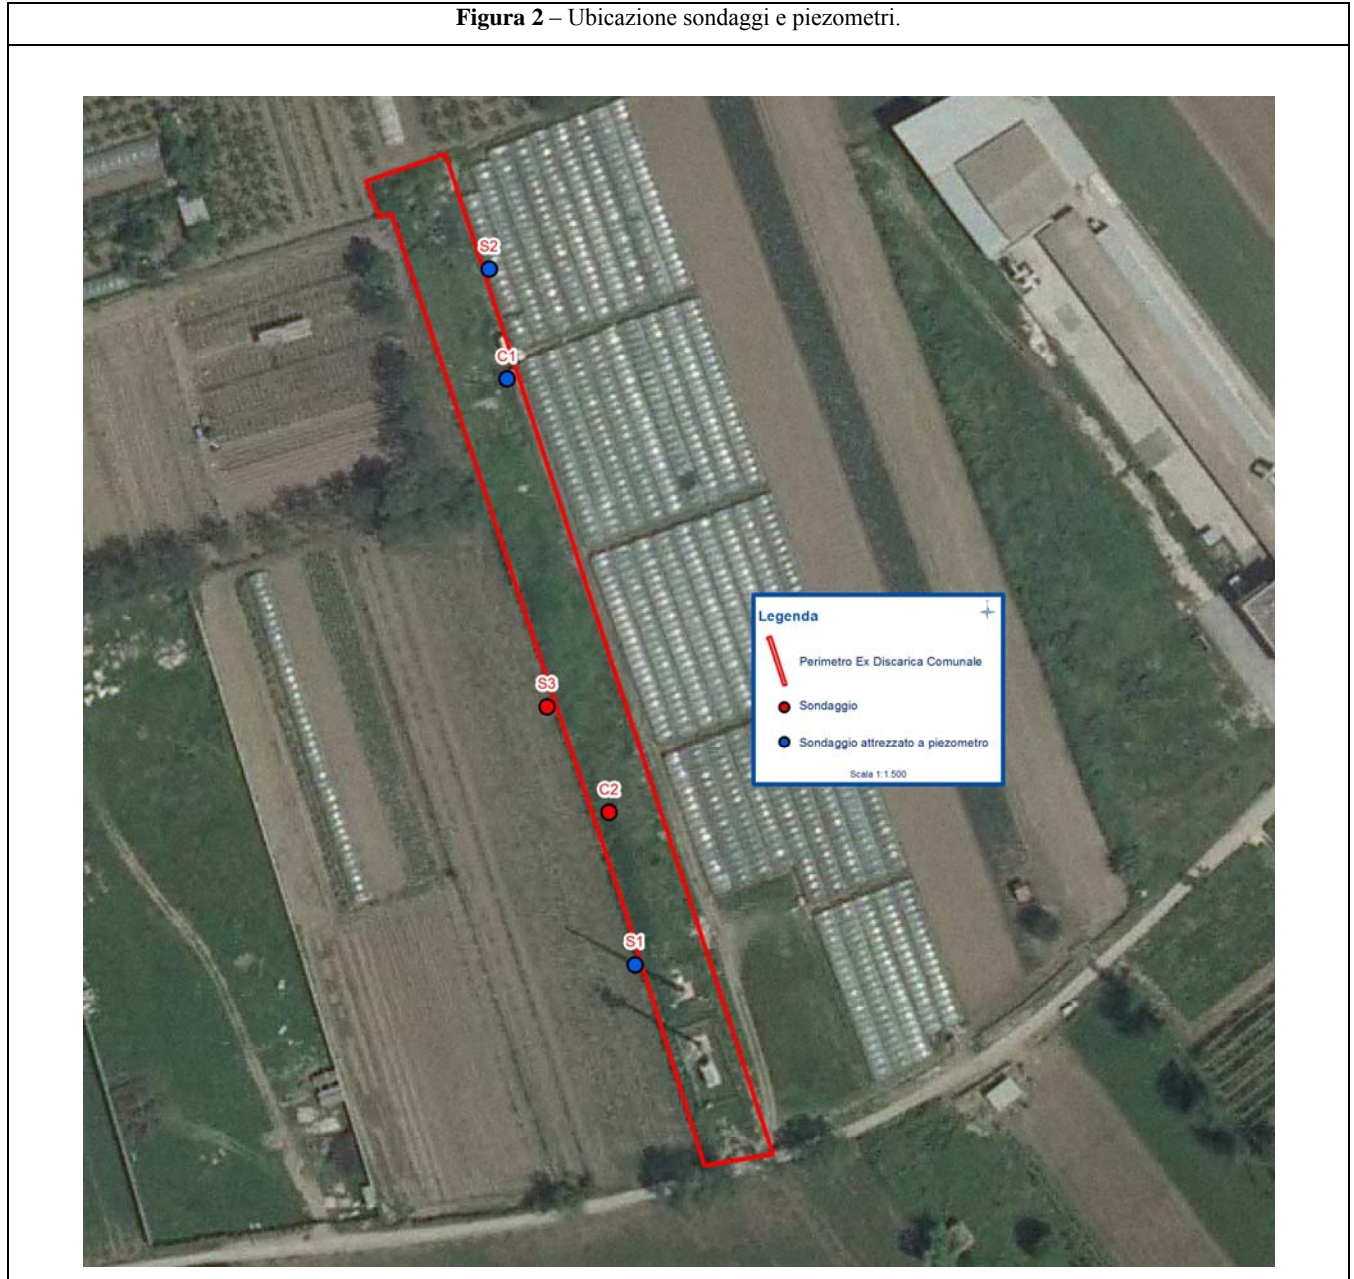 Figura 2 – Ubicazione sondaggi e piezometri.
S2
C1
S3
C2
S1
Legenda
Perimetro Ex Discarica Comunale
Sondaggio
Sondaggio attrezzato a piezometro
Scala 1:1.500